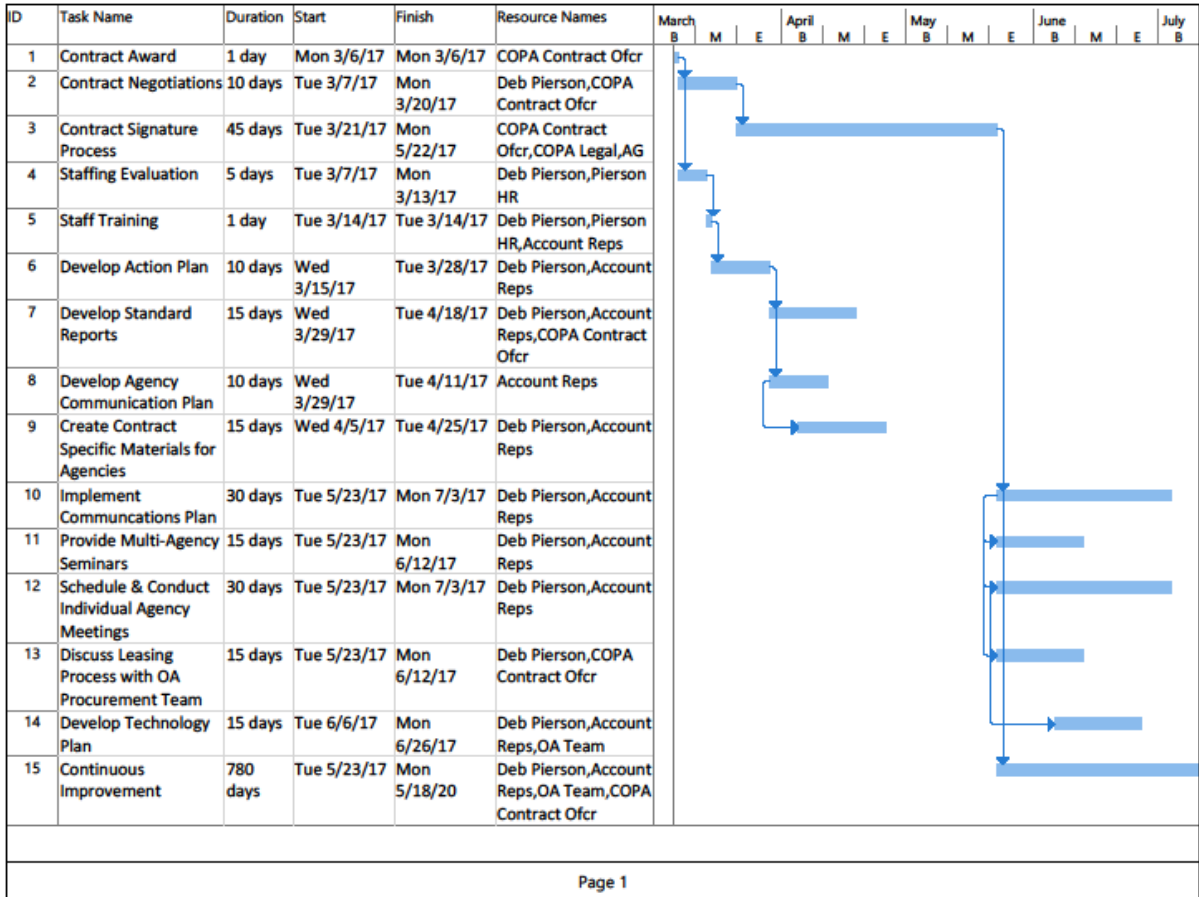 ID Task Name Duration Start Finish Resource Names March April May June July
B M E B M E B M E B M E B
1 Contract Award 1 day Mon 3/6/17 Mon 3/6/17 COPA Contract Ofcr
2 Contract Negotiations 10 days Tue 3/7/17 Mon Deb Pierson,COPA
3/20/17 Contract Ofcr
3 Contract Signature 45 days Tue 3/21/17 Mon COPA Contract
Process 5/22/17 Ofcr,COPA Legal,AG
4 Staffing Evaluation 5 days Tue 3/7/17 Mon Deb Pierson,Pierson
3/13/17 HR
5 Staff Training 1 day Tue 3/14/17 Tue 3/14/17 Deb Pierson,Pierson
HR,Account Reps
6 Develop Action Plan 10 days Wed Tue 3/28/17 Deb Pierson,Account
3/15/17 Reps
7 Develop Standard 15 days Wed Tue 4/18/17 Deb Pierson,Account
Reports 3/29/17 Reps,COPA Contract
Ofcr
8 Develop Agency 10 days Wed Tue 4/11/17 Account Reps
Communication Plan 3/29/17
9 Create Contract 15 days Wed 4/5/17 Tue 4/25/17 Deb Pierson,Account
Specific Materials for Reps
Agencies
10 Implement 30 days Tue 5/23/17 Mon 7/3/17 Deb Pierson,Account
Communcations Plan Reps
11 Provide Multi-Agency 15 days Tue 5/23/17 Mon Deb Pierson,Account
Seminars 6/12/17 Reps
12 Schedule & Conduct 30 days Tue 5/23/17 Mon 7/3/17 Deb Pierson,Account
Individual Agency Reps
Meetings
13 Discuss Leasing 15 days Tue 5/23/17 Mon Deb Pierson,COPA
Process with OA 6/12/17 Contract Ofcr
Procurement Team
14 Develop Technology 15 days Tue 6/6/17 Mon Deb Pierson,Account
Plan 6/26/17 Reps,OA Team
15 Continuous 780 Tue 5/23/17 Mon Deb Pierson,Account
Improvement days 5/18/20 Reps,OA Team,COPA
Contract Ofcr
Page 1